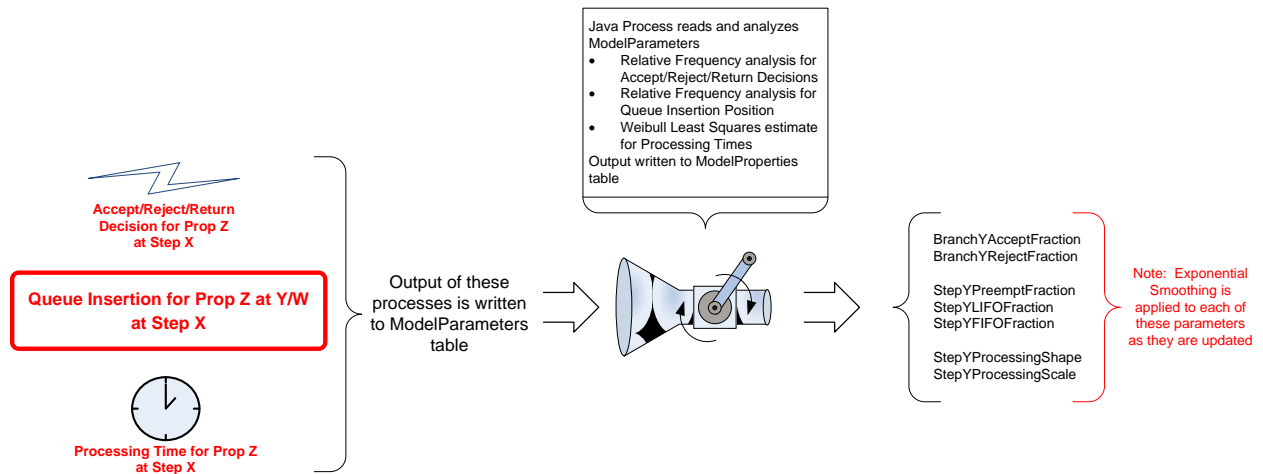 Java Process reads and analyzes
ModelParameters
• Relative Frequency analysis for
Accept/Reject/Return Decisions
• Relative Frequency analysis for
Queue Insertion Position
• Weibull Least Squares estimate
for Processing Times
Output written to ModelProperties
table
Accept/Reject/Return
Decision for Prop Z
at Step X
Queue Insertion for Prop Z at Y/W
at Step X
Processing Time for Prop Z
at Step X
Output of these
processes is written
to ModelParameters
table
BranchYAcceptFraction
BranchYRejectFraction
StepYPreemptFraction
StepYLIFOFraction
StepYFIFOFraction
StepYProcessingShape
StepYProcessingScale
Note: Exponential
Smoothing is
applied to each of
these parameters
as they are updated